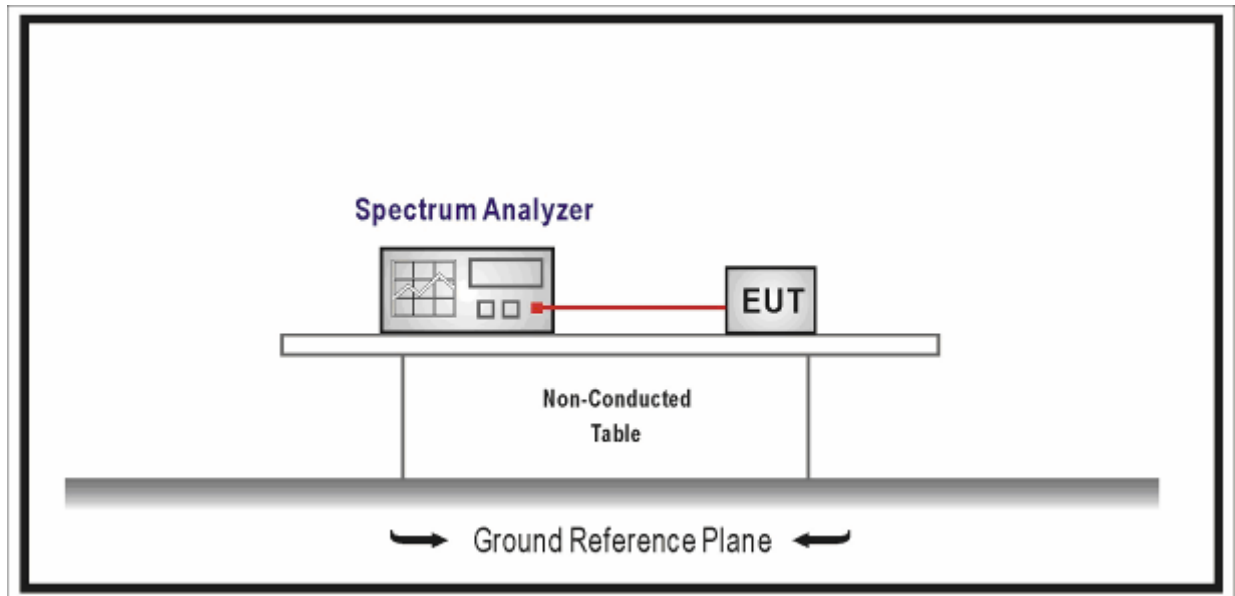 Spectrum Analyzer
EUT
Non-Conducted
Table
Ground Reference Plane